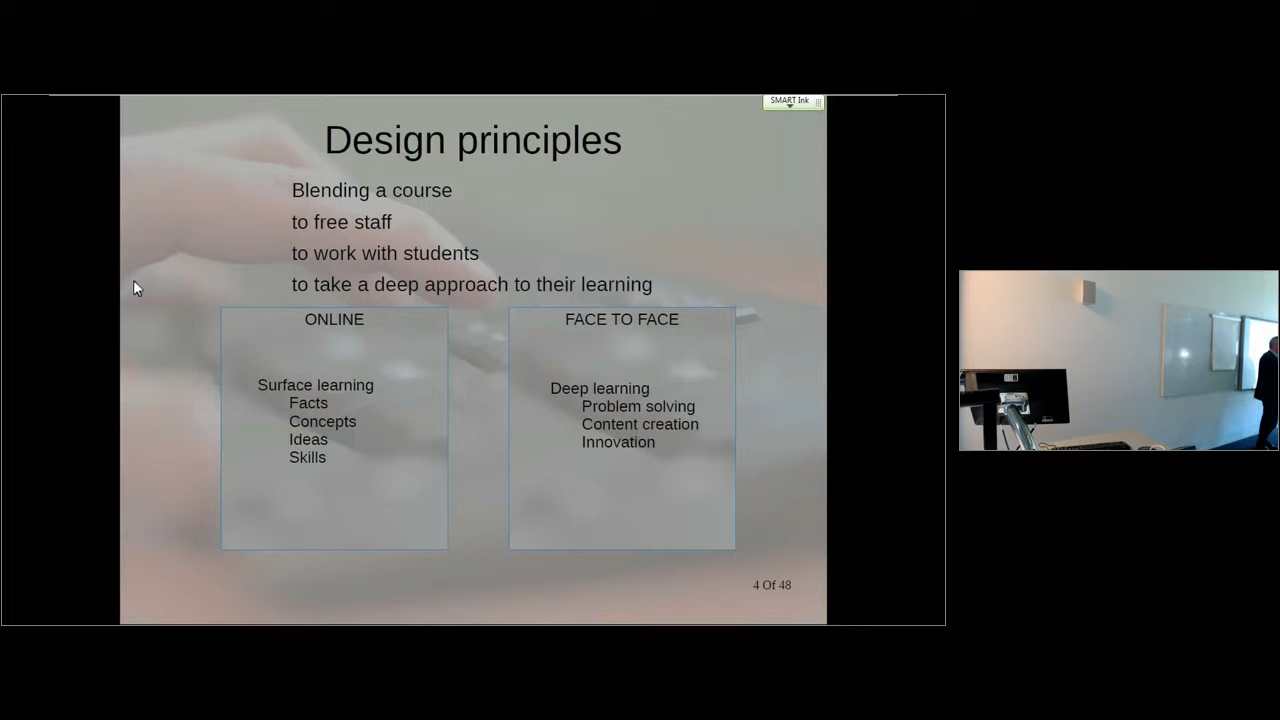 SMART Ink
Design principles
Blending a course
to free staff
to work with students
to take a deep approach to their learning
ONLINE
Surface learning
Facts
Concepts
Ideas
Skills
FACE TO FACE
Deep learning
Problem solving
Content creation
Innovation
4 Of 48